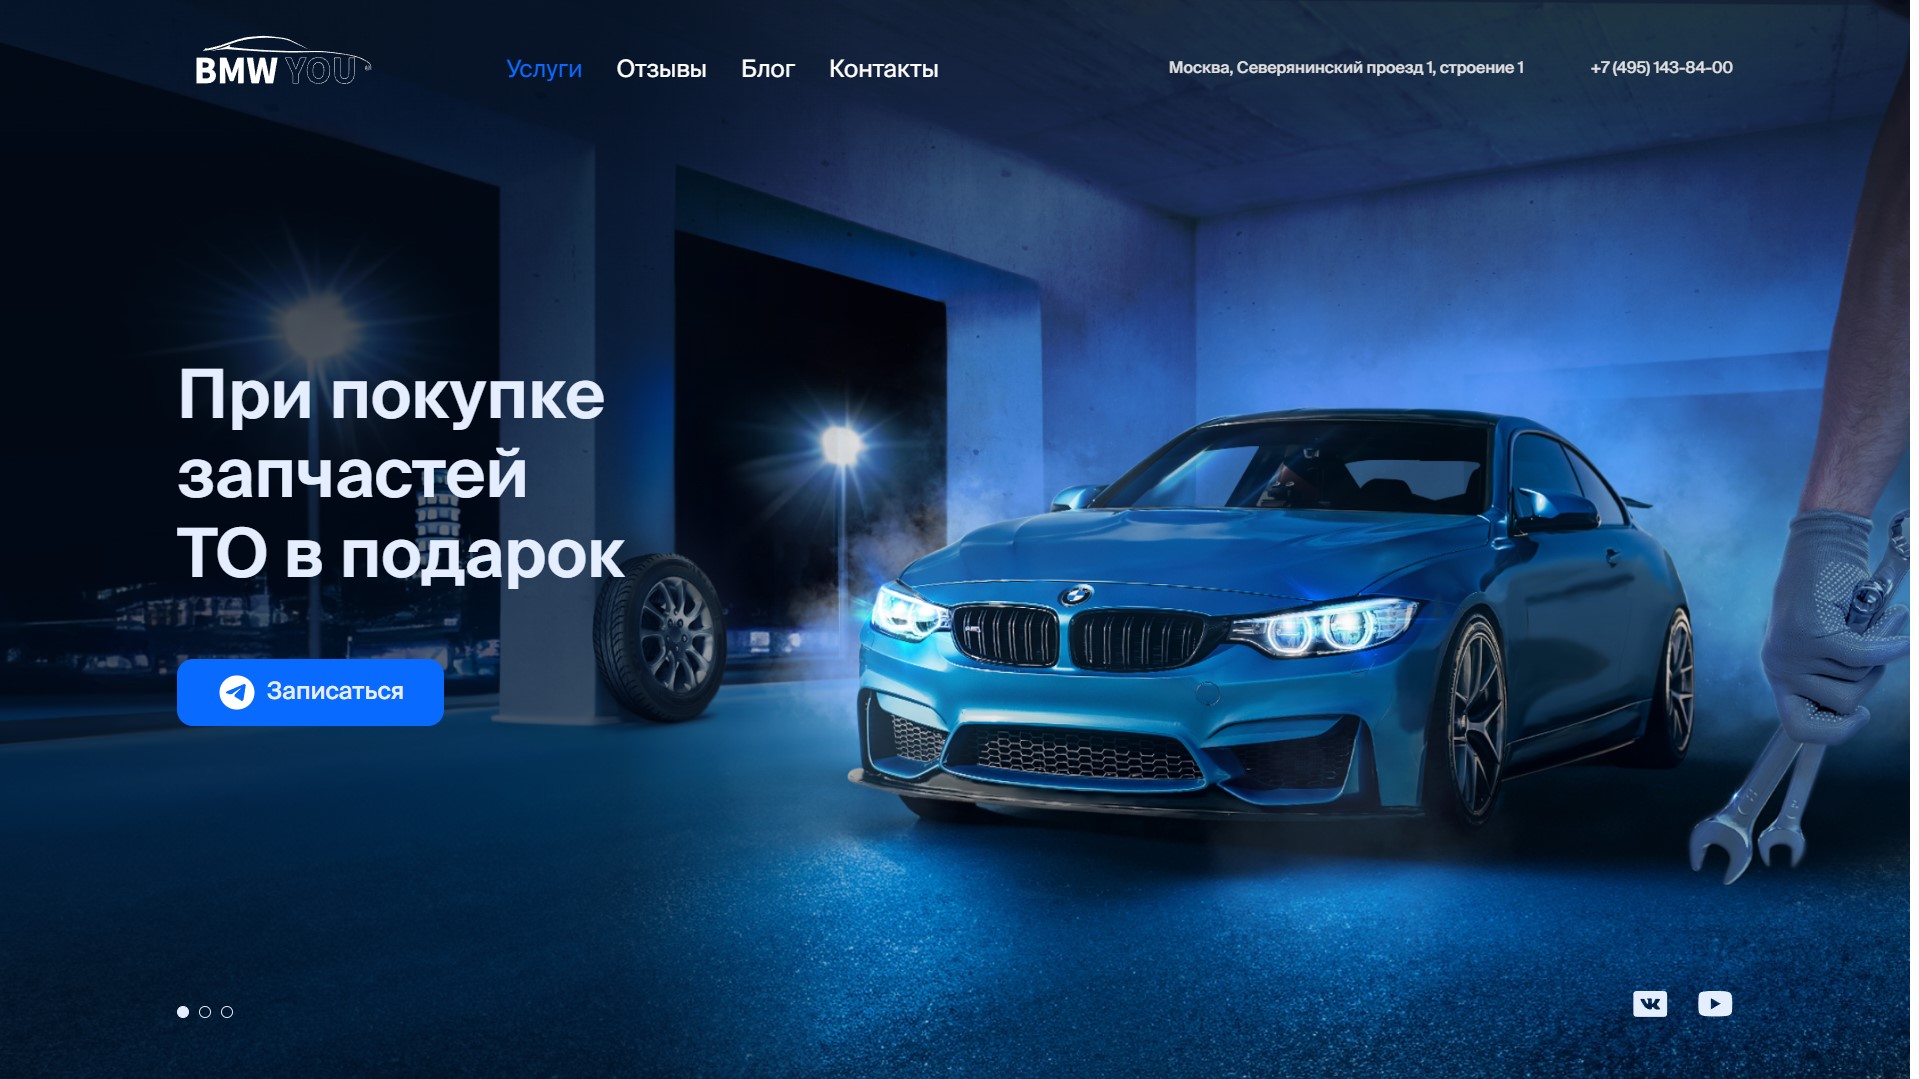 BMW YOU
Услуги
Отзывы
Блог
Контакты
Москва, Северянинский проезд 1, строение 1
+7 (495) 143-84-00
При покупке
запчастей
ТО в подарок
Записаться